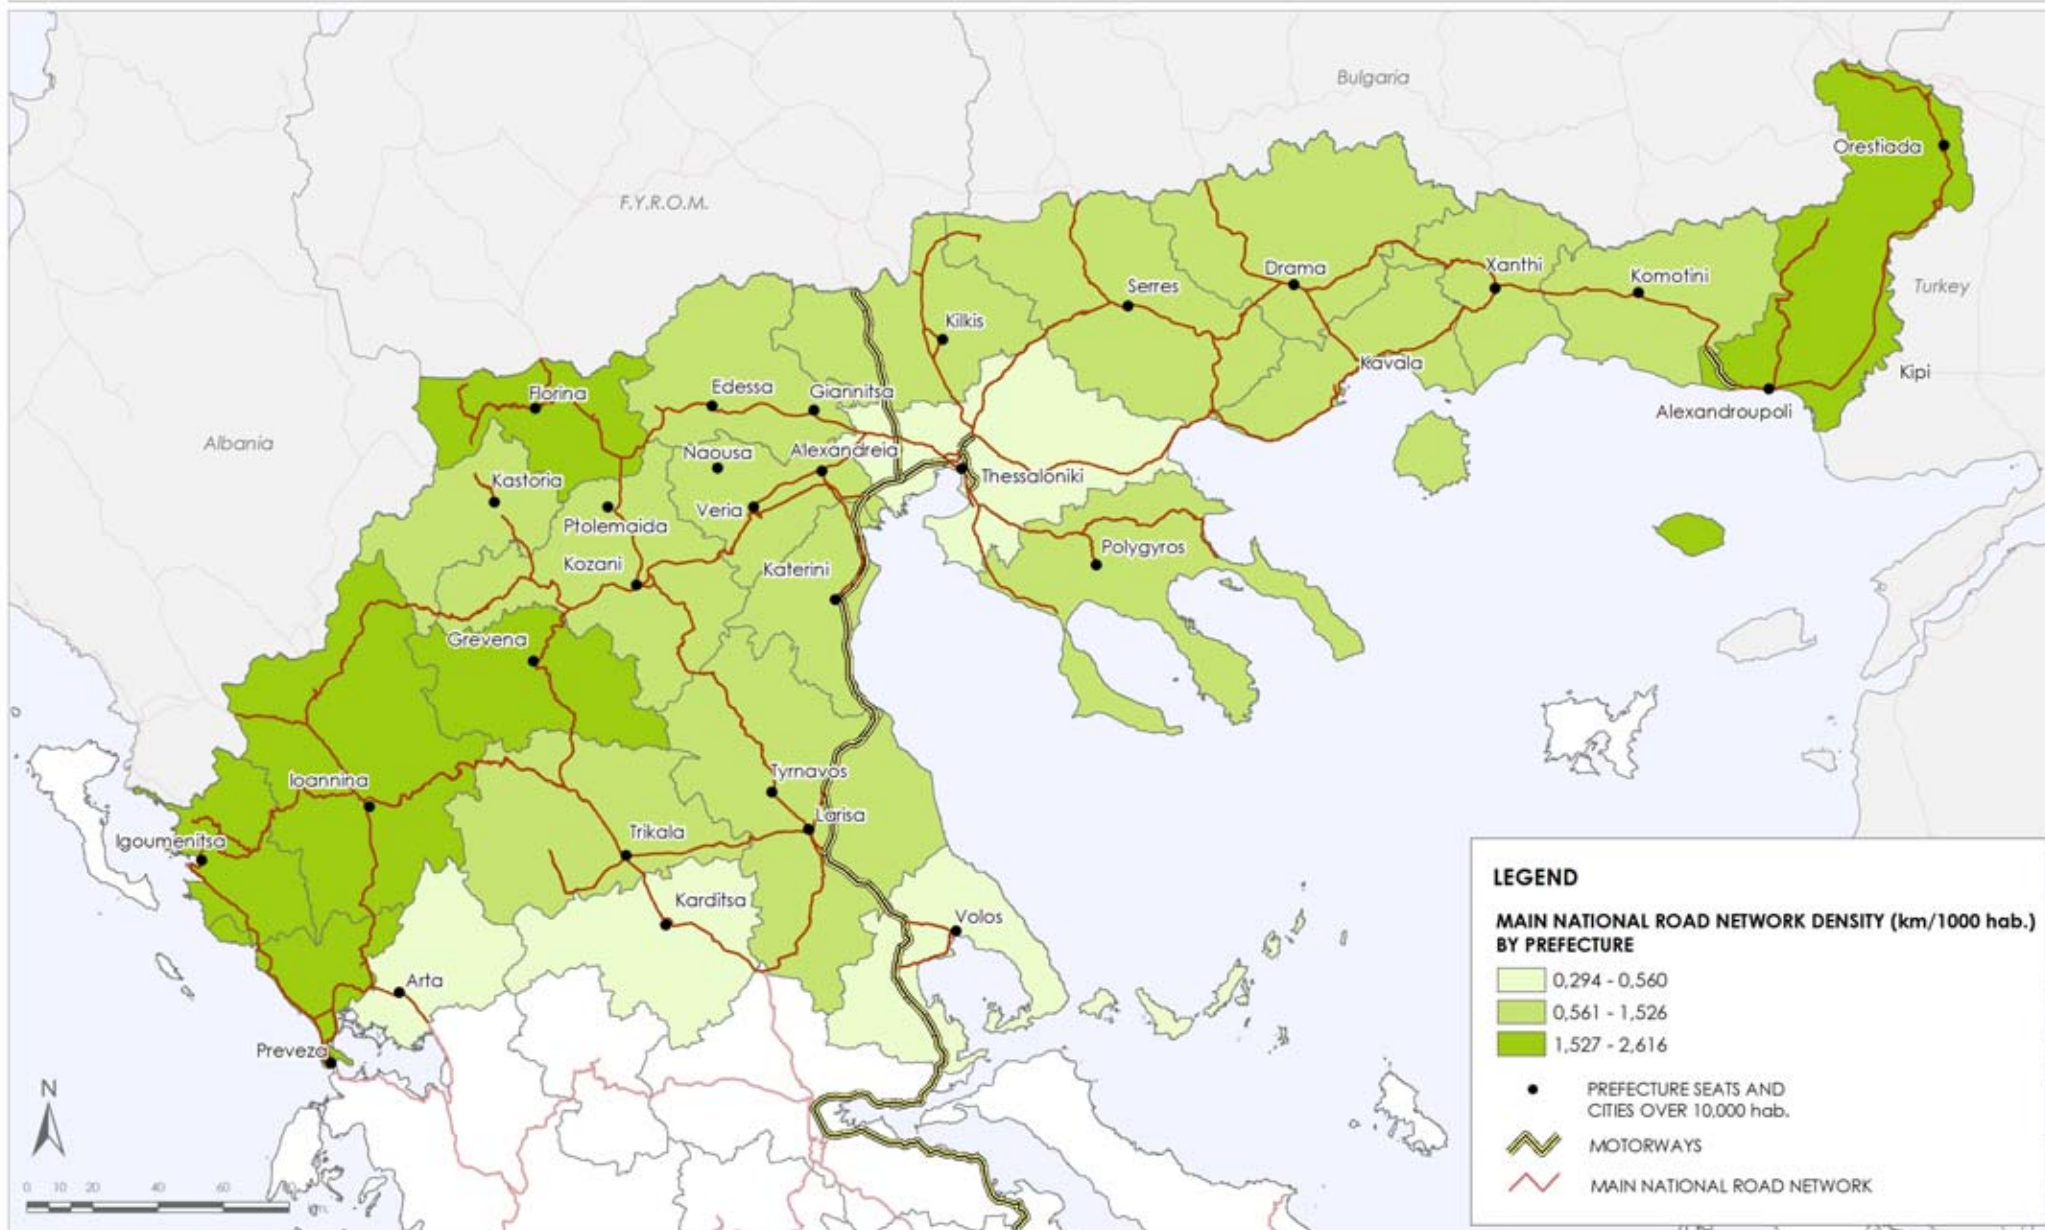 Bulgaria
Orestiada
F.Y.R.O.M.
Drama
Xanthi
Komotini
Serres
Turkey
Kilkis
Kavala
Kipi
Florina
Edessa
Giannitsa
Alexandroupoli
Albania
Naousa
Alexandreia
Kastoria
Thessaloniki
Ptolemaida
Veria
Polygyros
Kozani
Katerini
Grevena
Ioannina
Tyrnavos
Larisa
Igoumenitsa
Trikala
Karditsa
Volos
Arta
Preveza
N
0 10 20 40 60
LEGEND
MAIN NATIONAL ROAD NETWORK DENSITY (km/1000 hab.)
BY PREFECTURE
0,294 - 0,560
0,561 - 1,526
1,527 - 2,616
PREFECTURE SEATS AND
CITIES OVER 10,000 hab.
MOTORWAYS
MAIN NATIONAL ROAD NETWORK